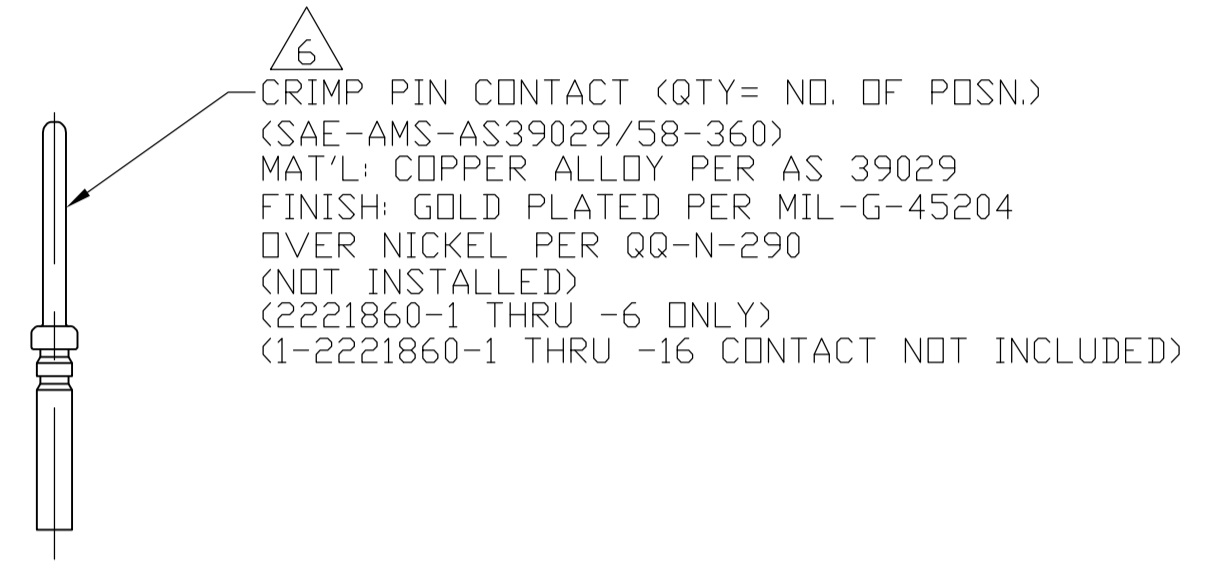 6
CRIMP PIN CONTACT (QTY= NO. OF POSN.)
(SAE-AMS-AS39029/58-360)
MAT'L: COPPER ALLOY PER AS 39029
FINISH: GOLD PLATED PER MIL-G-45204
OVER NICKEL PER QQ-N-290
(NOT INSTALLED)
(2221860-1 THRU -6 ONLY)
(1-2221860-1 THRU -16 CONTACT NOT INCLUDED)